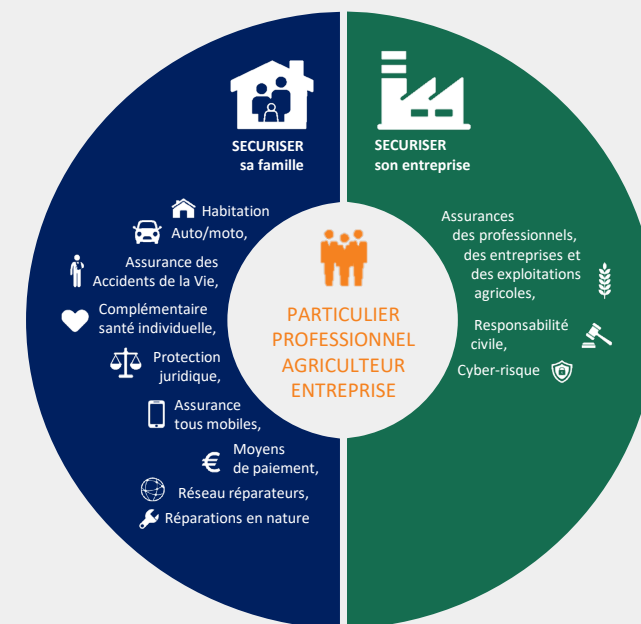 SECURISER
sa famille
Habitation
Auto/moto,
Assurance des
Accidents de la Vie,
Complémentaire
santé individuelle,
Protection
juridique,
Assurance
tous mobiles,
€ Moyens
de paiement,
Réseau réparateurs,
Réparations en nature
PARTICULIER
PROFESSIONNEL
AGRICULTEUR
ENTREPRISE
SECURISER
son entreprise
Assurances
des professionnels,
des entreprises et
des exploitations
agricoles,
Responsabilité
civile,
Cyber-risque